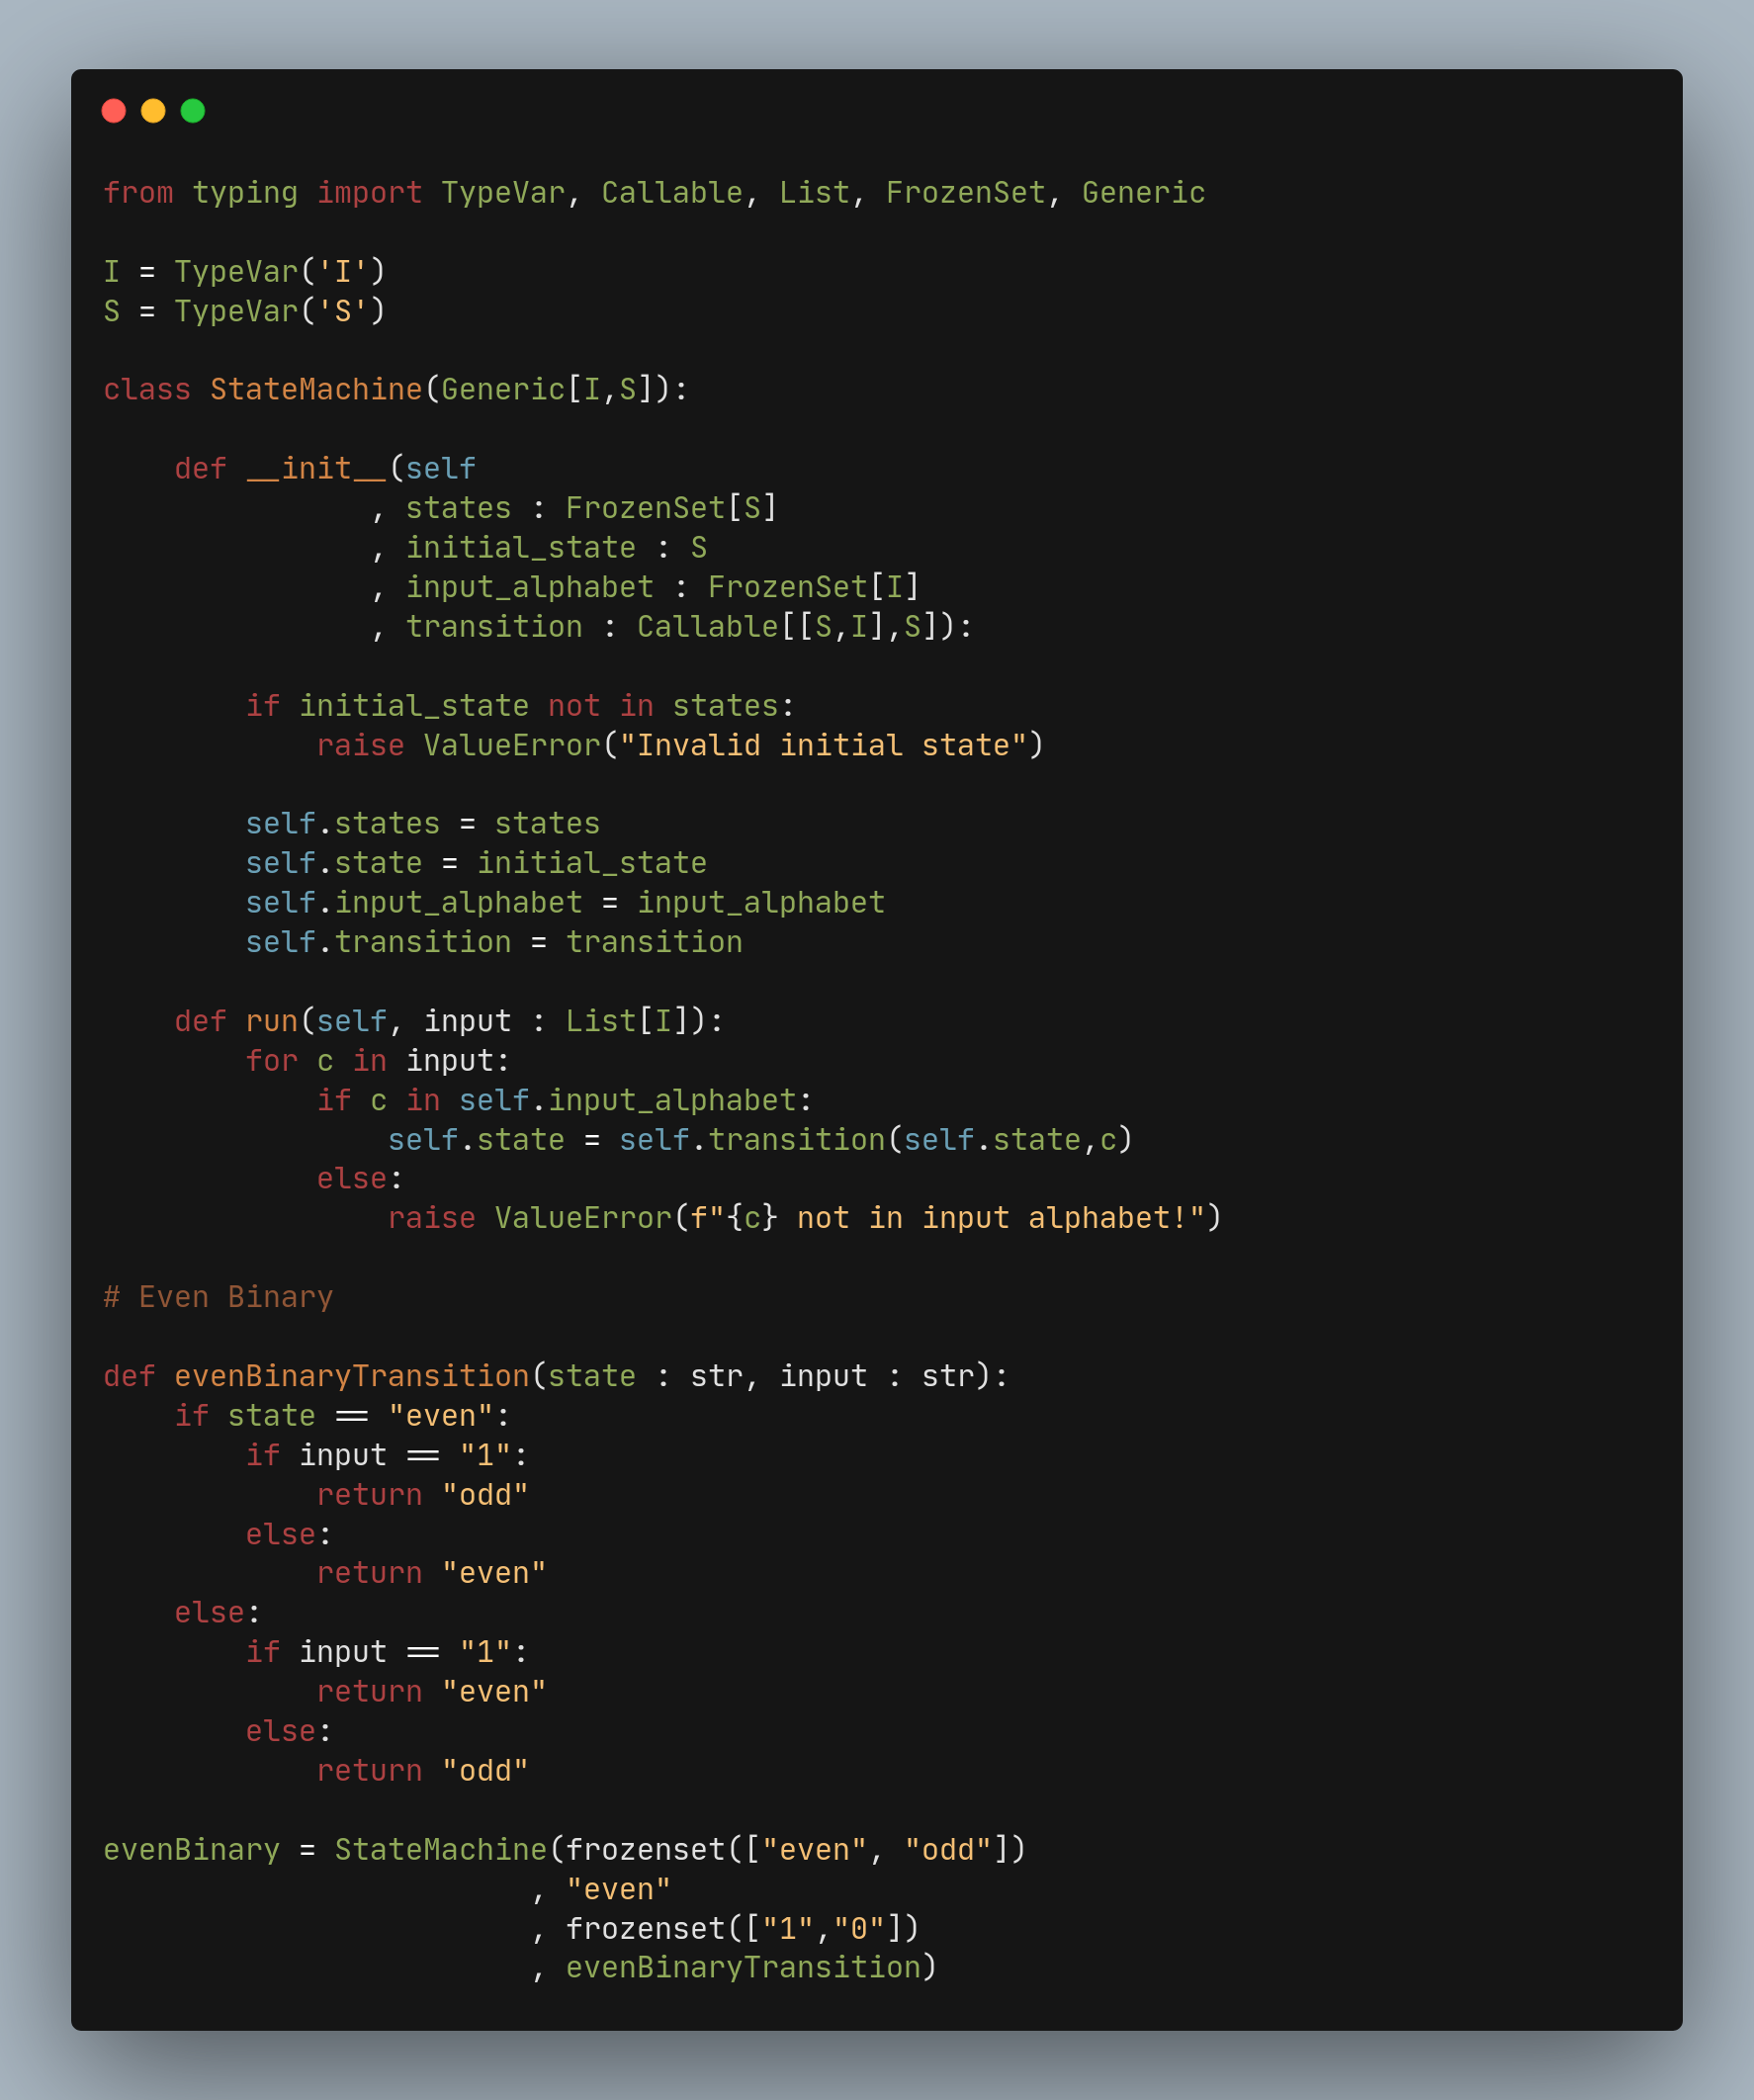 from typing import TypeVar, Callable, List, FrozenSet, Generic

I = TypeVar('I')
S = TypeVar('S')

class StateMachine(Generic[I,S]):

    def __init__(self
               , states : FrozenSet[S]
               , initial_state : S
               , input_alphabet : FrozenSet[I]
               , transition : Callable[[S,I],S]):

        if initial_state not in states:
            raise ValueError("Invalid initial state")

        self.states = states
        self.state = initial_state
        self.input_alphabet = input_alphabet
        self.transition = transition

    def run(self, input : List[I]):
        for c in input:
            if c in self.input_alphabet:
                self.state = self.transition(self.state,c)
            else:
                raise ValueError(f"{c} not in input alphabet!")

# Even Binary

def evenBinaryTransition(state : str, input : str):
    if state == "even":
        if input == "1":
            return "odd"
        else:
            return "even"
    else:
        if input == "1":
            return "even"
        else:
            return "odd"

evenBinary = StateMachine(frozenset(["even", "odd"])
                        , "even"
                        , frozenset(["1","0"])
                        , evenBinaryTransition)